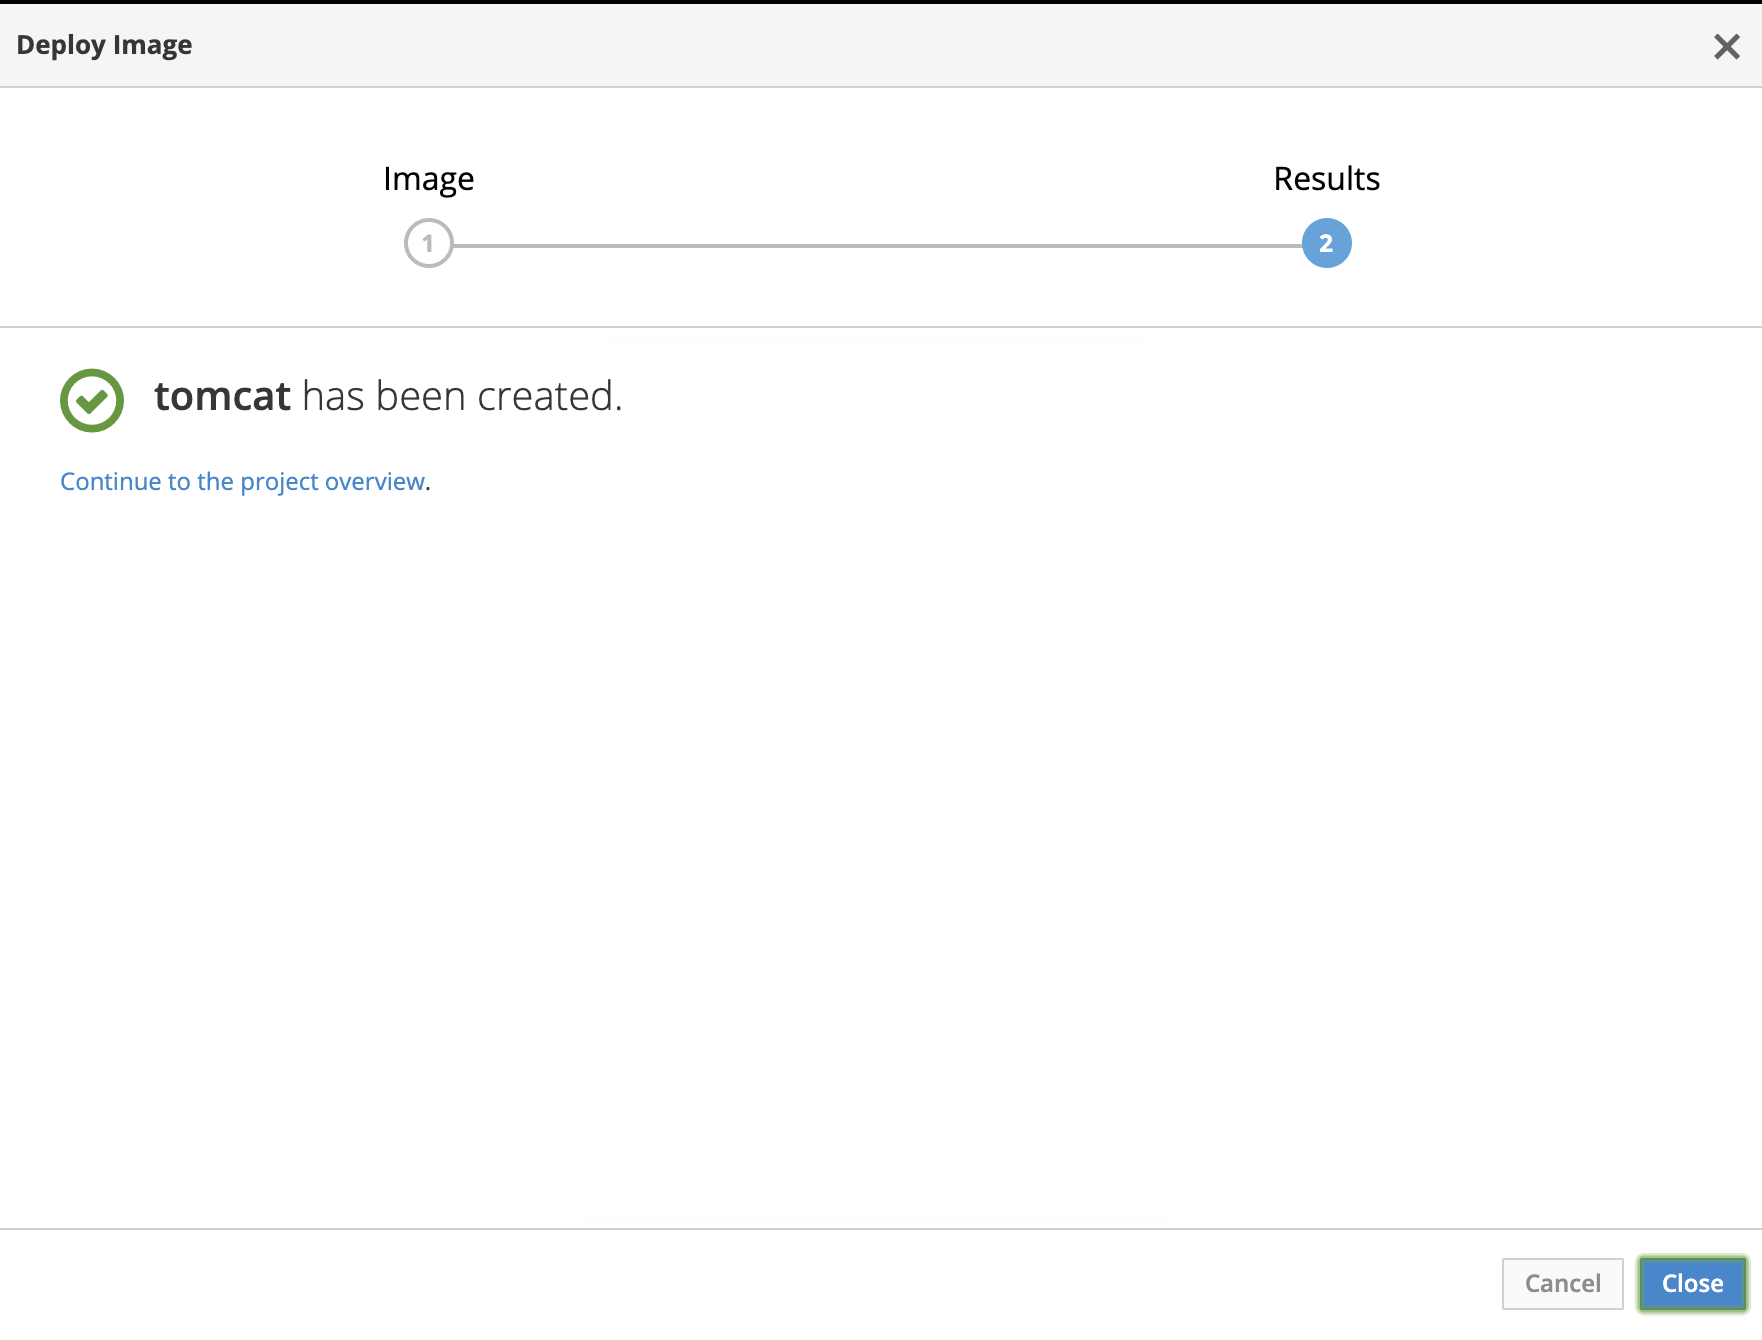 Deploy Image
Image
Results
1
2
tomcat has been created.
Continue to the project overview.
Cancel
Close